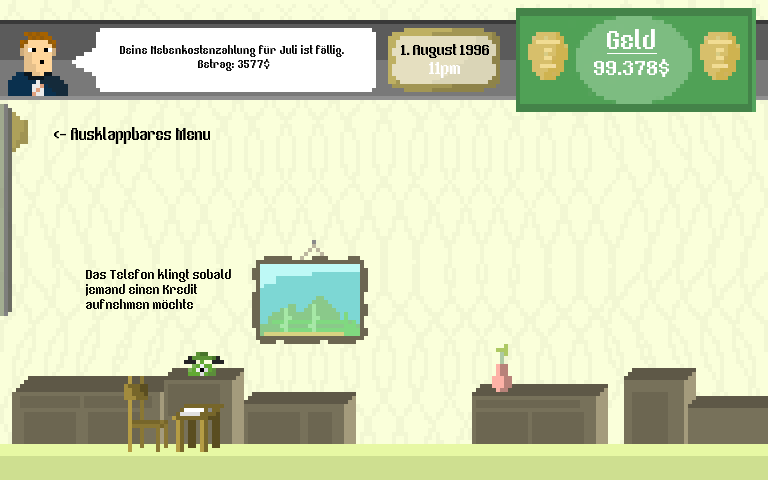 Deine Nebenkostenzahlung für Juli ist fällig.
Betrag: 3577$
1. August 1996
11pm
Geld
99.378$
<- Ausklappbares Menu
Das Telefon klingt sobald
jemand einen Kredit
aufnehmen möchte